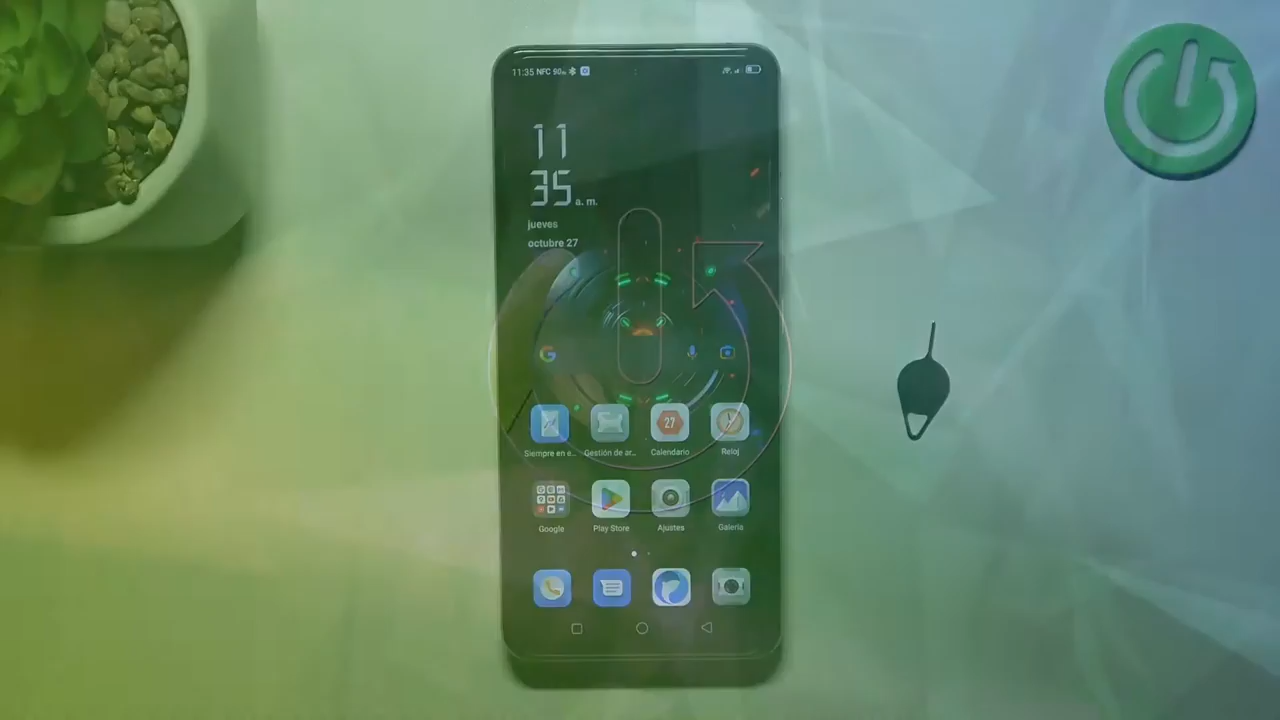 11:35 NFC
11
35 a. m.
jueves
octubre 27
G
Siempre en e.. Gestión de ar.. Calendario Reloj
27
Google Play Store Ajustes Galería